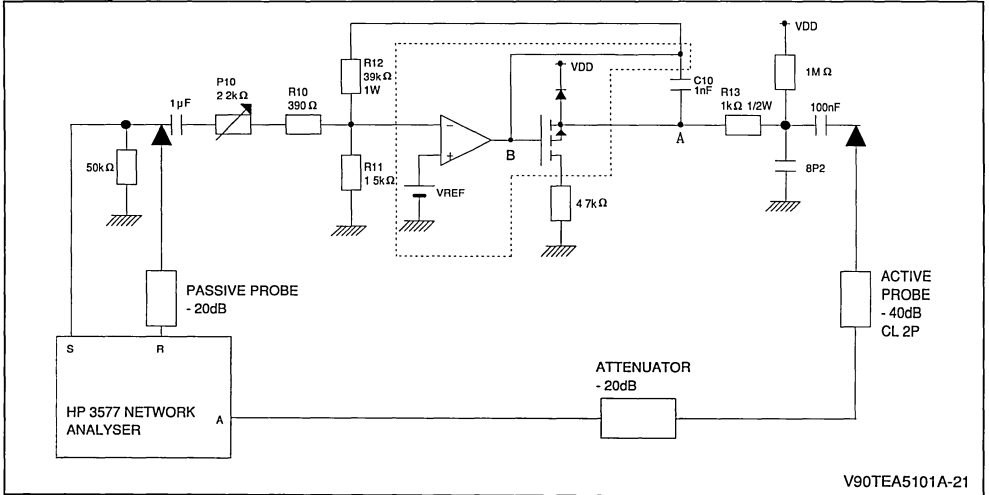 VDD
R12
39kΩ
1W
VDD
1MΩ
P10
2 2kΩ
R10
390Ω
1µF
C10
1nF
R13
1kΩ 1/2W
100nF
A
B
50kΩ
R11
1 5kΩ
VREF
8P2
4 7kΩ
PASSIVE PROBE
- 20dB
ACTIVE
PROBE
- 40dB
CL 2P
S
R
ATTENUATOR
- 20dB
HP 3577 NETWORK
ANALYSER
A
V90TEA5101A-21